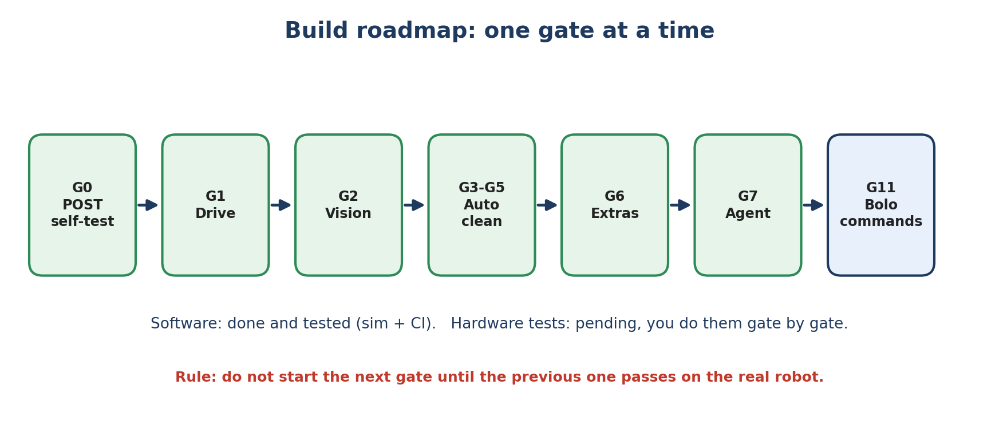 Build roadmap: one gate at a time
G0
POST
self-test
G1
Drive
G2
Vision
G3-G5
Auto
clean
G6
Extras
G7
Agent
G11
Bolo
commands
Software: done and tested (sim + CI).   Hardware tests: pending, you do them gate by gate.
Rule: do not start the next gate until the previous one passes on the real robot.